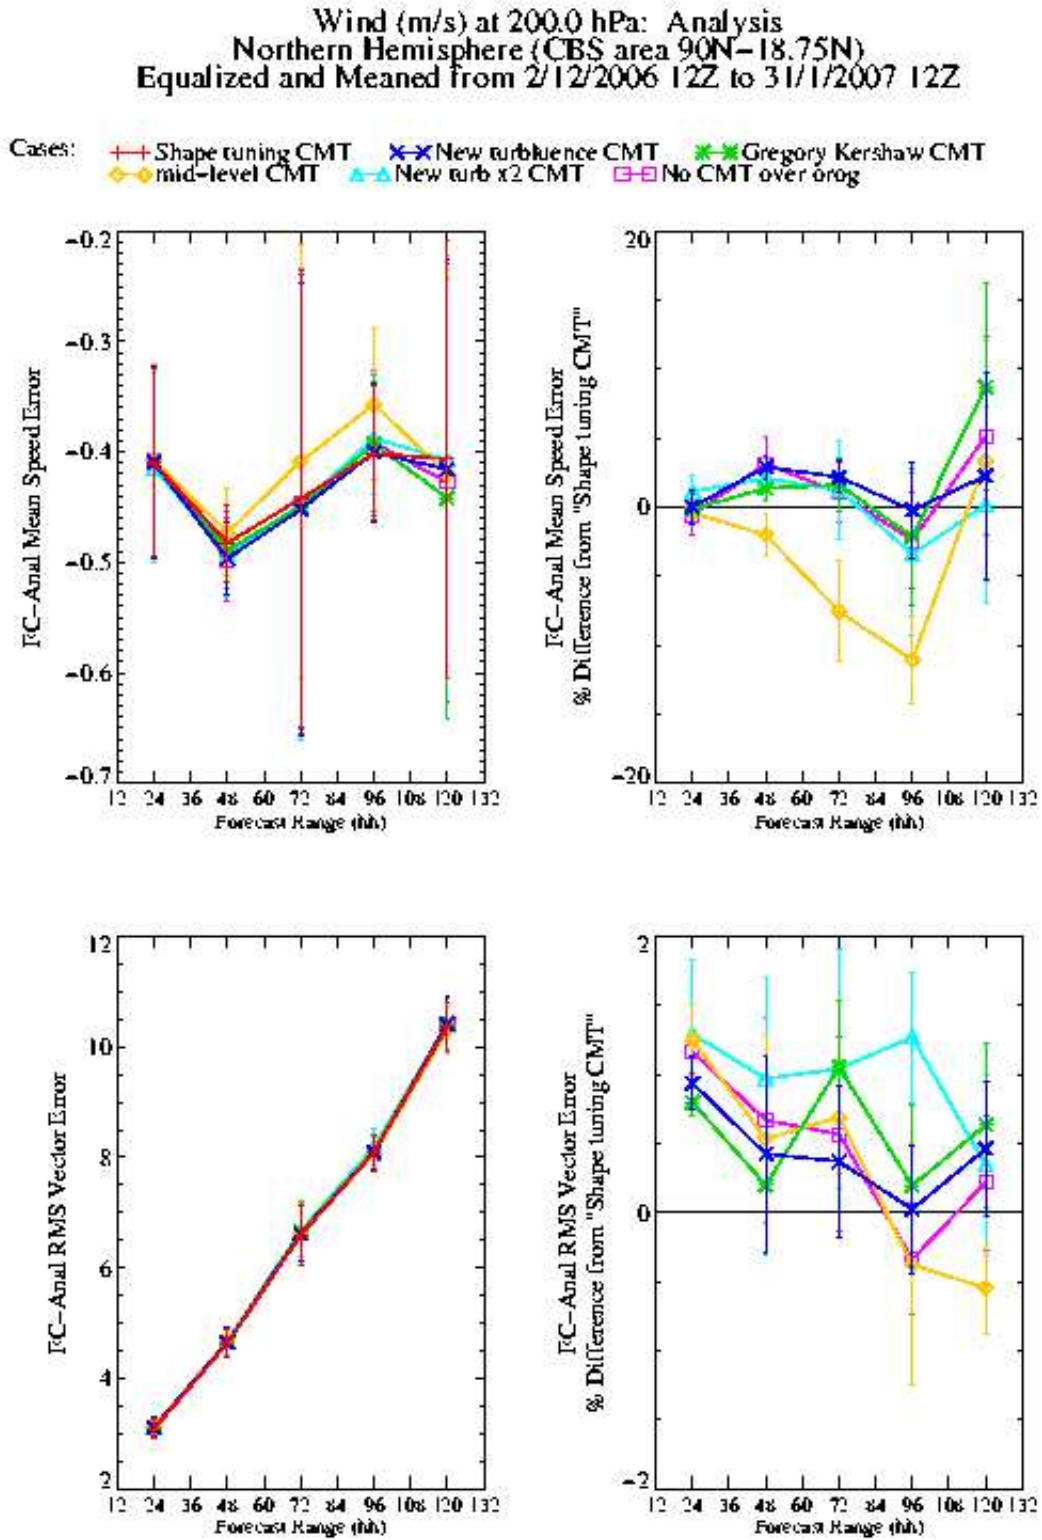 Wind (m/s) at 200.0 hPa: Analysis
Northern Hemisphere (CBS area 90N-18.75N)
Equalized and Meaned from 2/12/2006 12Z to 31/1/2007 12Z
Cases: Shape tuning CMT New turbluence CMT Gregory Kershaw CMT
mid-level CMT New turb x2 CMT No CMT over orog
FC-Anal Mean Speed Error
-0.2
-0.3
-0.4
-0.5
-0.6
-0.7
12 24 36 48 60 72 84 96 108 120 132
Forecast Range (hh)
FC-Anal Mean Speed Error
% Difference from "Shape tuning CMT"
20
0
-20
12 24 36 48 60 72 84 96 108 120 132
Forecast Range (hh)
FC-Anal RMS Vector Error
12
10
8
6
4
2
12 24 36 48 60 72 84 96 108 120 132
Forecast Range (hh)
FC-Anal RMS Vector Error
% Difference from "Shape tuning CMT"
2
0
-2
12 24 36 48 60 72 84 96 108 120 132
Forecast Range (hh)